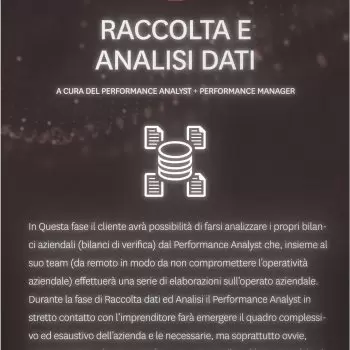 RACCOLTA E
ANALISI DATI
A CURA DEL PERFORMANCE ANALYST + PERFORMANCE MANAGER
In Questa fase il cliente avrà possibilità di farsi analizzare i propri bilan-
ci aziendali (bilanci di verifica) dal Performance Analyst che, insieme al
suo team (da remoto in modo da non compromettere l'operatività
aziendale) effettuerà una serie di elaborazioni sull'operato aziendale.
Durante la fase di Raccolta dati ed Analisi il Performance Analyst in
stretto contatto con l'imprenditore farà emergere il quadro complessi-
vo ed esaustivo dell'azienda e le necessarie, ma soprattutto ovvie,